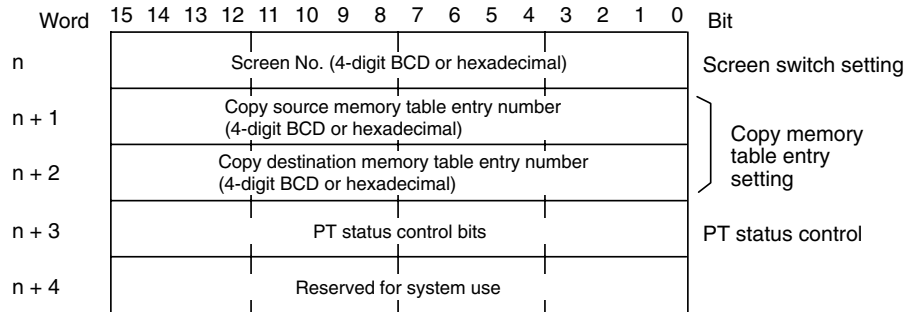 Word 15 14 13 12 11 10 9 8 7 6 5 4 3 2 1 0 Bit
n Screen No. (4-digit BCD or hexadecimal) Screen switch setting
n + 1 Copy source memory table entry number
(4-digit BCD or hexadecimal)
n + 2 Copy destination memory table entry number
(4-digit BCD or hexadecimal)
Copy memory
table entry
setting
n + 3 PT status control bits PT status control
n + 4 Reserved for system use